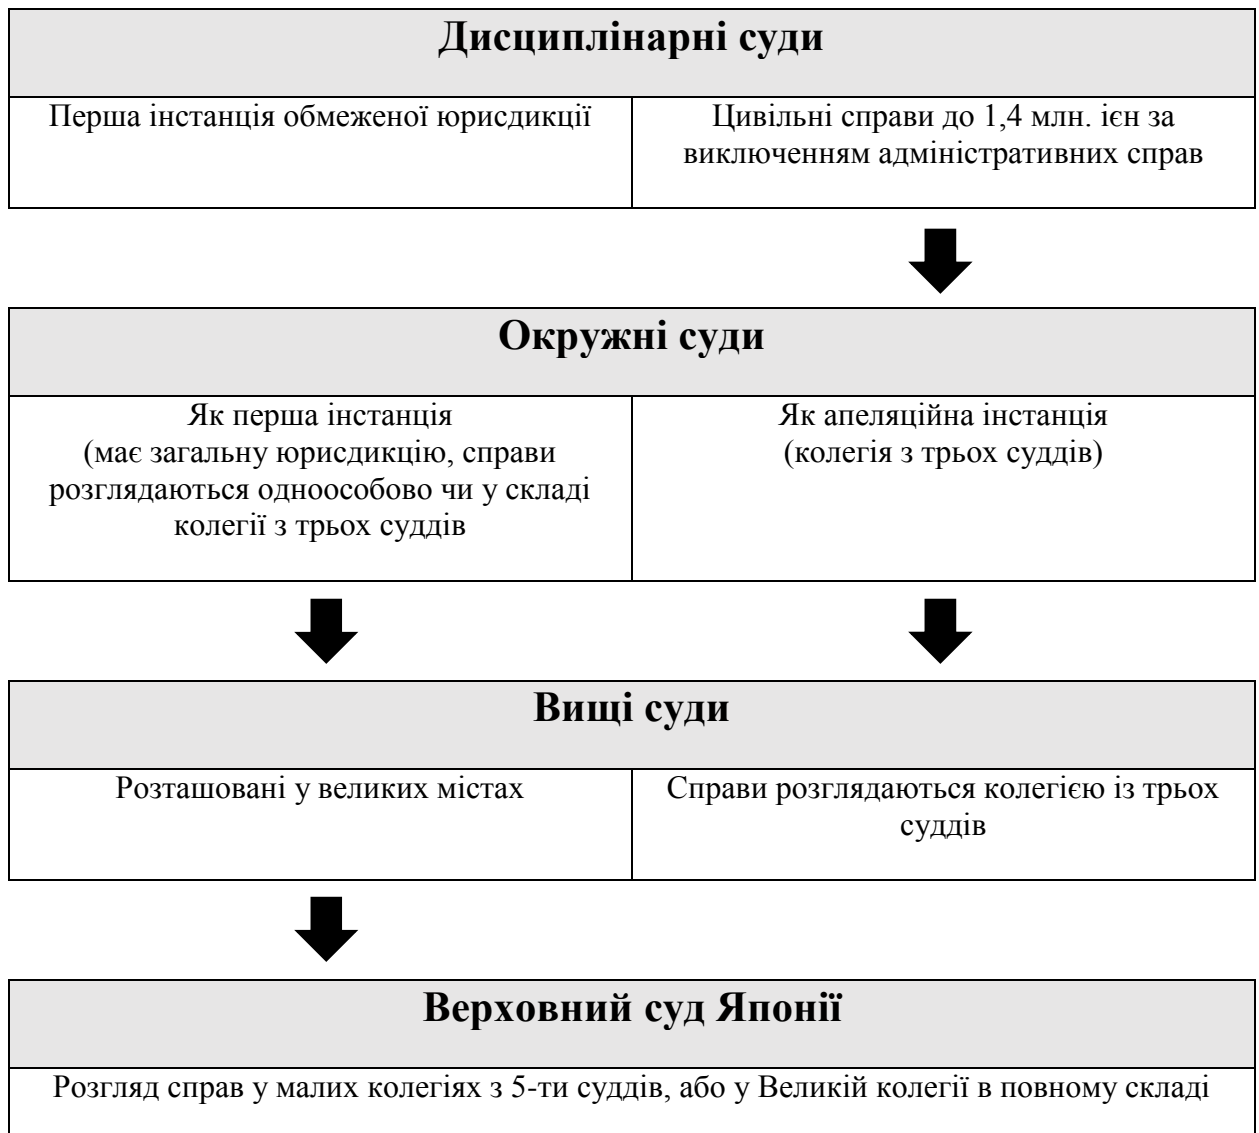 Дисциплінарні суди
Перша інстанція обмеженої юрисдикції
Цивільні справи до 1,4 млн. ієн за
виключенням адміністративних справ
Окружні суди
Як перша інстанція
(має загальну юрисдикцію, справи
розглядаються одноособово чи у складі
колегії з трьох суддів
Як апеляційна інстанція
(колегія з трьох суддів)
Вищі суди
Розташовані у великих містах
Справи розглядаються колегією із трьох
суддів
Верховний суд Японії
Розгляд справ у малих колегіях з 5-ти суддів, або у Великій колегії в повному складі